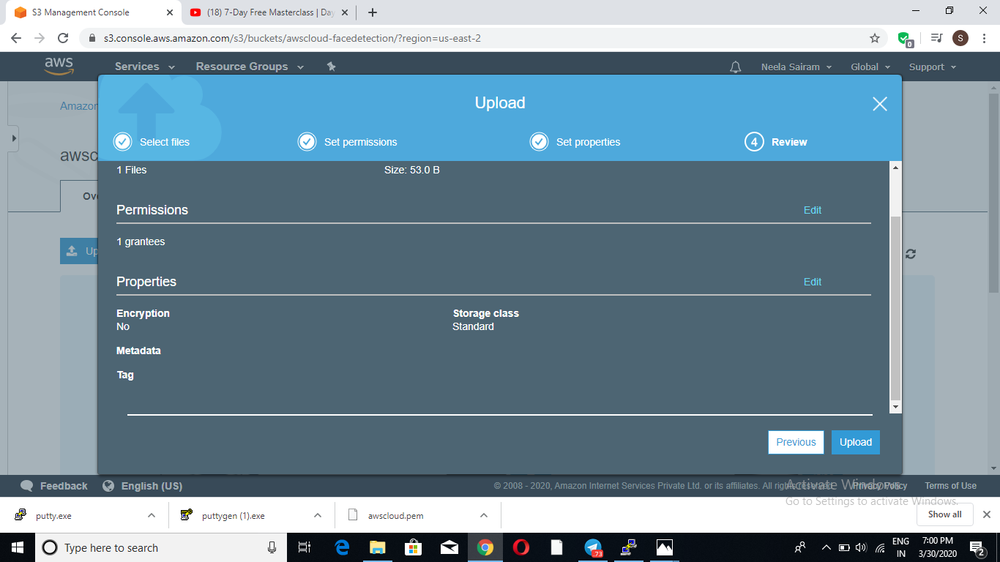 S3 Management Console
(18) 7-Day Free Masterclass | Day
s3.console.aws.amazon.com/s3/buckets/awscloud-facedetection/?region=us-east-2
0
S
aws
Services
Resource Groups
Neela Sairam
Global
Support
Amazon
Upload
Select files
Set permissions
Set properties
4
Review
awsc
Ove
Up
1 Files
Size: 53.0 B
Permissions
Edit
1 grantees
Properties
Edit
Encryption
Storage class
No
Standard
Metadata
Tag
Previous
Upload
Feedback
English (US)
© 2008 - 2020, Amazon Internet Services Private Ltd. or its affiliates. All rights reserved.
Privacy Policy
Terms of Use
Activate Windows
Go to Settings to activate Windows.
putty.exe
puttygen (1).exe
awscloud.pem
Show all
Type here to search
73
ENG
IN
7:00 PM
3/30/2020
2